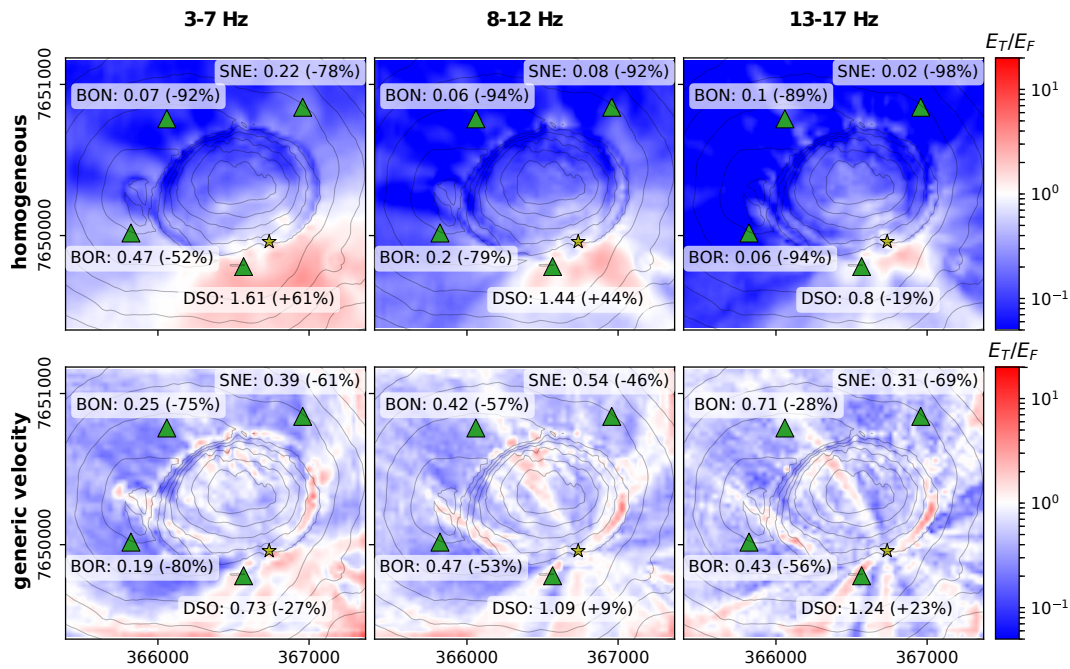 3-7 Hz
8-12 Hz
13-17 Hz
E_T/E_F
homogeneous
7651000
7650000
SNE: 0.22 (-78%)
BON: 0.07 (-92%)
BOR: 0.47 (-52%)
DSO: 1.61 (+61%)
SNE: 0.08 (-92%)
BON: 0.06 (-94%)
BOR: 0.2 (-79%)
DSO: 1.44 (+44%)
SNE: 0.02 (-98%)
BON: 0.1 (-89%)
BOR: 0.06 (-94%)
DSO: 0.8 (-19%)
10^1
10^0
10^-1
E_T/E_F
generic velocity
7651000
7650000
SNE: 0.39 (-61%)
BON: 0.25 (-75%)
BOR: 0.19 (-80%)
DSO: 0.73 (-27%)
SNE: 0.54 (-46%)
BON: 0.42 (-57%)
BOR: 0.47 (-53%)
DSO: 1.09 (+9%)
SNE: 0.31 (-69%)
BON: 0.71 (-28%)
BOR: 0.43 (-56%)
DSO: 1.24 (+23%)
10^1
10^0
10^-1
366000 367000
366000 367000
366000 367000